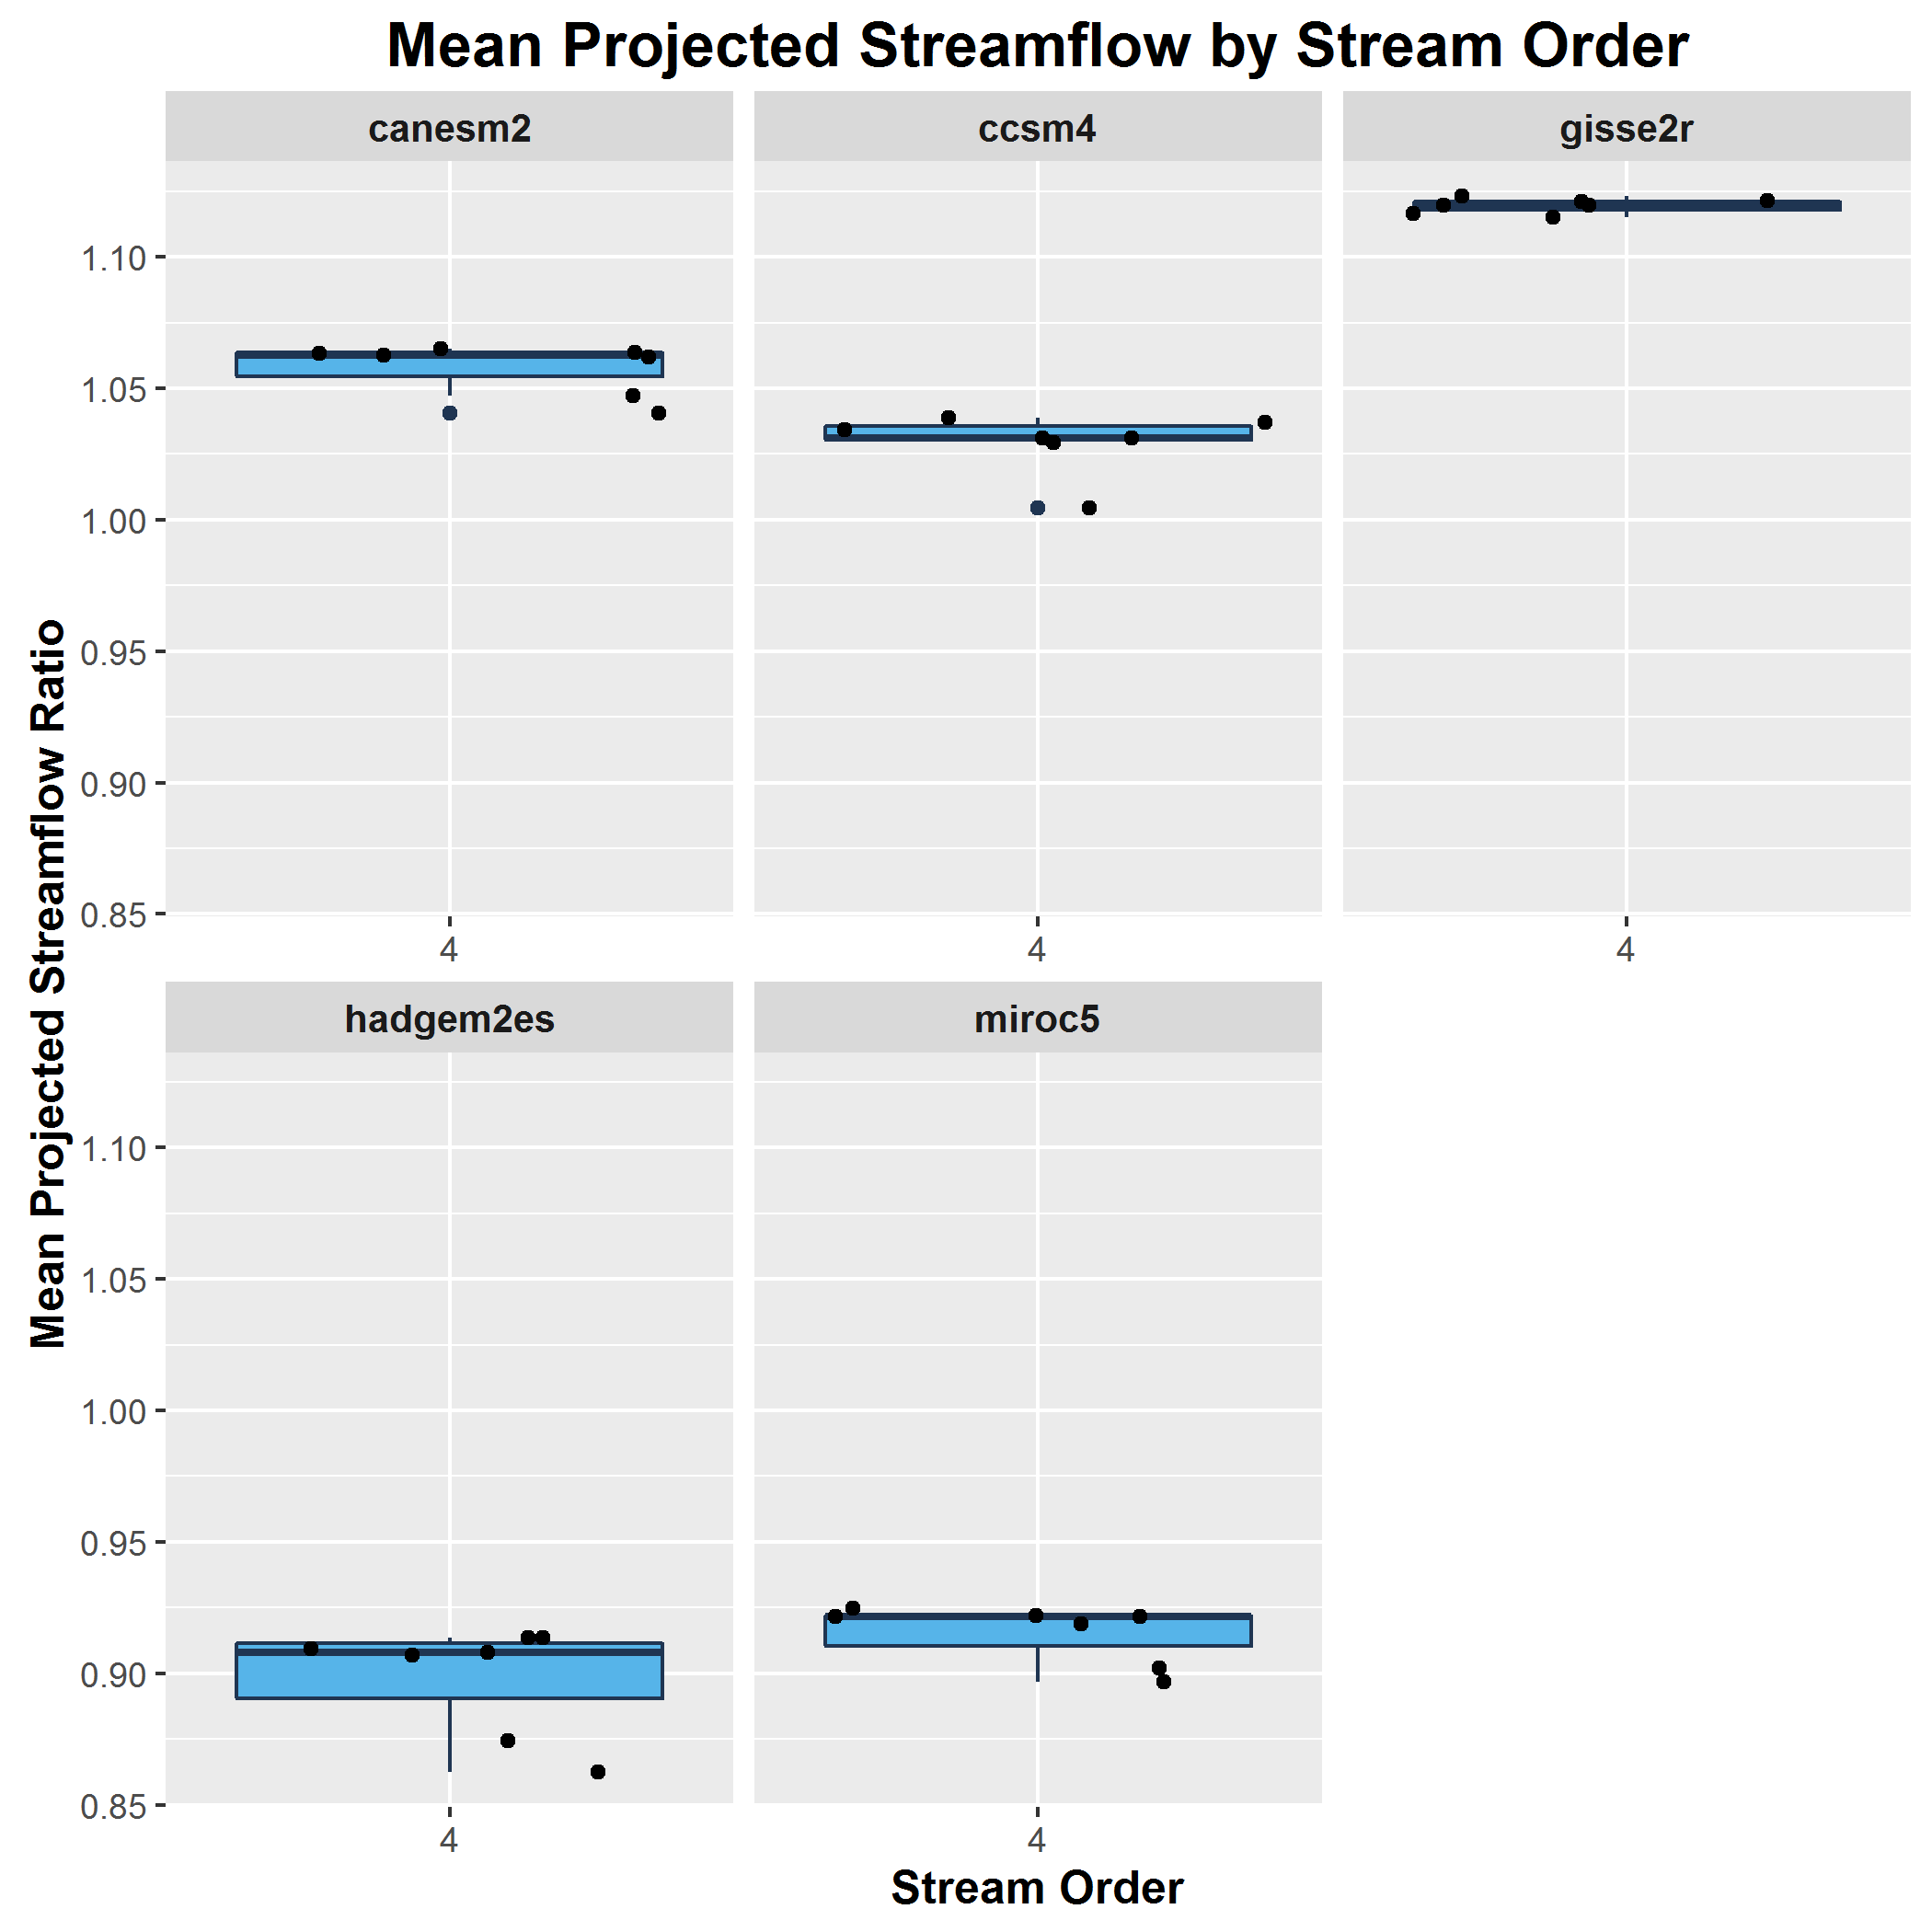 Mean Projected Streamflow by Stream Order
canesm2
ccsm4
gisse2r
1.10
1.05
1.00
0.95
0.90
0.85
4
4
4
hadgem2es
miroc5
1.10
1.05
1.00
0.95
0.90
0.85
4
4
Mean Projected Streamflow Ratio
Stream Order